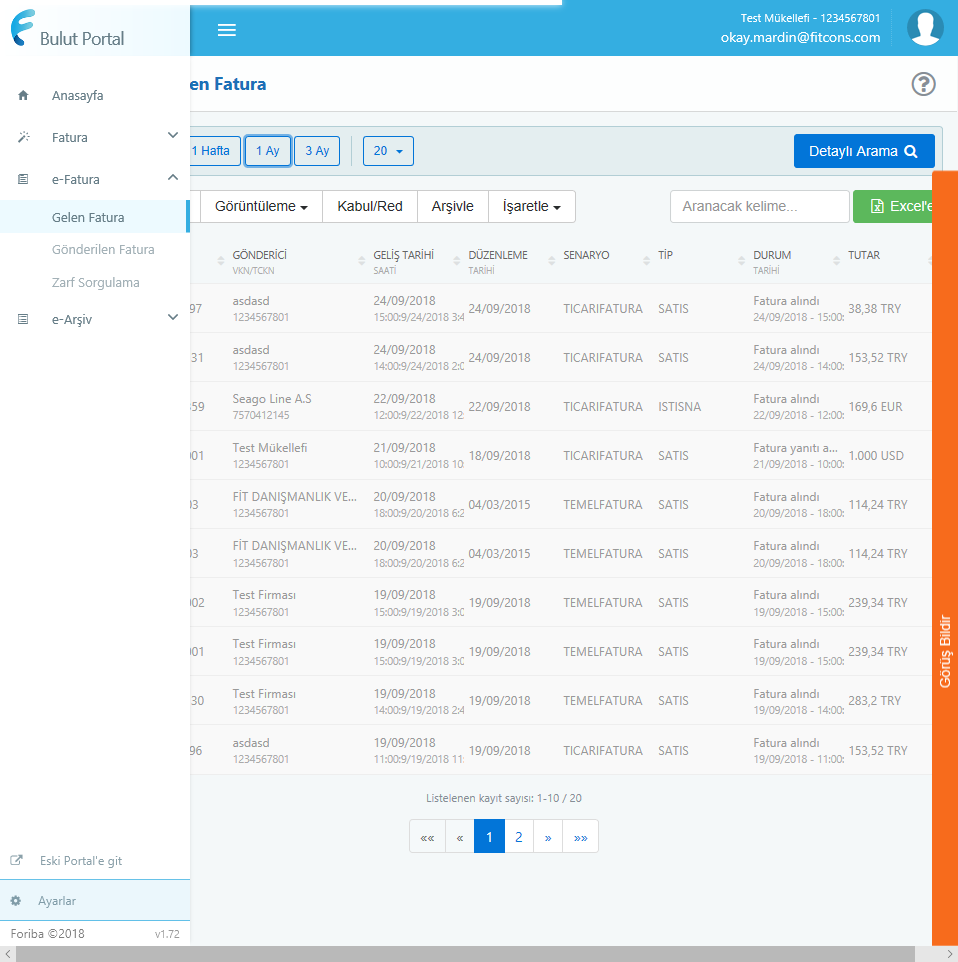 Bulut Portal
Test Mükellefi - 1234567801
okay.mardin@fitcons.com
Anasayfa
Fatura
e-Fatura
Gelen Fatura
Gönderilen Fatura
Zarf Sorgulama
e-Arşiv
Eski Portal'e git
Ayarlar
Foriba ©2018 v1.72
en Fatura
1 Hafta 1 Ay 3 Ay 20 Detaylı Arama
Görüntüleme Kabul/Red Arşivle İşaretle Aranacak kelime... Excel'e
GÖNDERİCİ GELİŞ TARİHİ DÜZENLEME SENARYO TİP DURUM TUTAR
VKN/TCKN SAATİ TARİHİ TARİHİ
97 asdasd 24/09/2018 24/09/2018 TICARIFATURA SATIS Fatura alındı 38,38 TRY
1234567801 15:00:9/24/2018 3:4 24/09/2018 - 15:00:
31 asdasd 24/09/2018 24/09/2018 TICARIFATURA SATIS Fatura alındı 153,52 TRY
1234567801 14:00:9/24/2018 2:0 24/09/2018 - 14:00:
59 Seago Line A.S 22/09/2018 22/09/2018 TICARIFATURA ISTISNA Fatura alındı 169,6 EUR
7570412145 12:00:9/22/2018 12: 22/09/2018 - 12:00:
01 Test Mükellefi 21/09/2018 18/09/2018 TICARIFATURA SATIS Fatura yanıtı a... 1.000 USD
1234567801 10:00:9/21/2018 10: 21/09/2018 - 10:00:
03 FİT DANIŞMANLIK VE... 20/09/2018 04/03/2015 TEMELFATURA SATIS Fatura alındı 114,24 TRY
1234567801 18:00:9/20/2018 6:2 20/09/2018 - 18:00:
03 FİT DANIŞMANLIK VE... 20/09/2018 04/03/2015 TEMELFATURA SATIS Fatura alındı 114,24 TRY
1234567801 18:00:9/20/2018 6:2 20/09/2018 - 18:00:
002 Test Firması 19/09/2018 19/09/2018 TEMELFATURA SATIS Fatura alındı 239,34 TRY
1234567801 15:00:9/19/2018 3:0 19/09/2018 - 15:00:
001 Test Firması 19/09/2018 19/09/2018 TEMELFATURA SATIS Fatura alındı 239,34 TRY
1234567801 15:00:9/19/2018 3:0 19/09/2018 - 15:00:
30 Test Firması 19/09/2018 19/09/2018 TEMELFATURA SATIS Fatura alındı 283,2 TRY
1234567801 14:00:9/19/2018 2:4 19/09/2018 - 14:00:
96 asdasd 19/09/2018 19/09/2018 TICARIFATURA SATIS Fatura alındı 153,52 TRY
1234567801 11:00:9/19/2018 11: 19/09/2018 - 11:00:
Listelenen kayıt sayısı: 1-10 / 20
«« « 1 2 » »»
Görüş Bildir